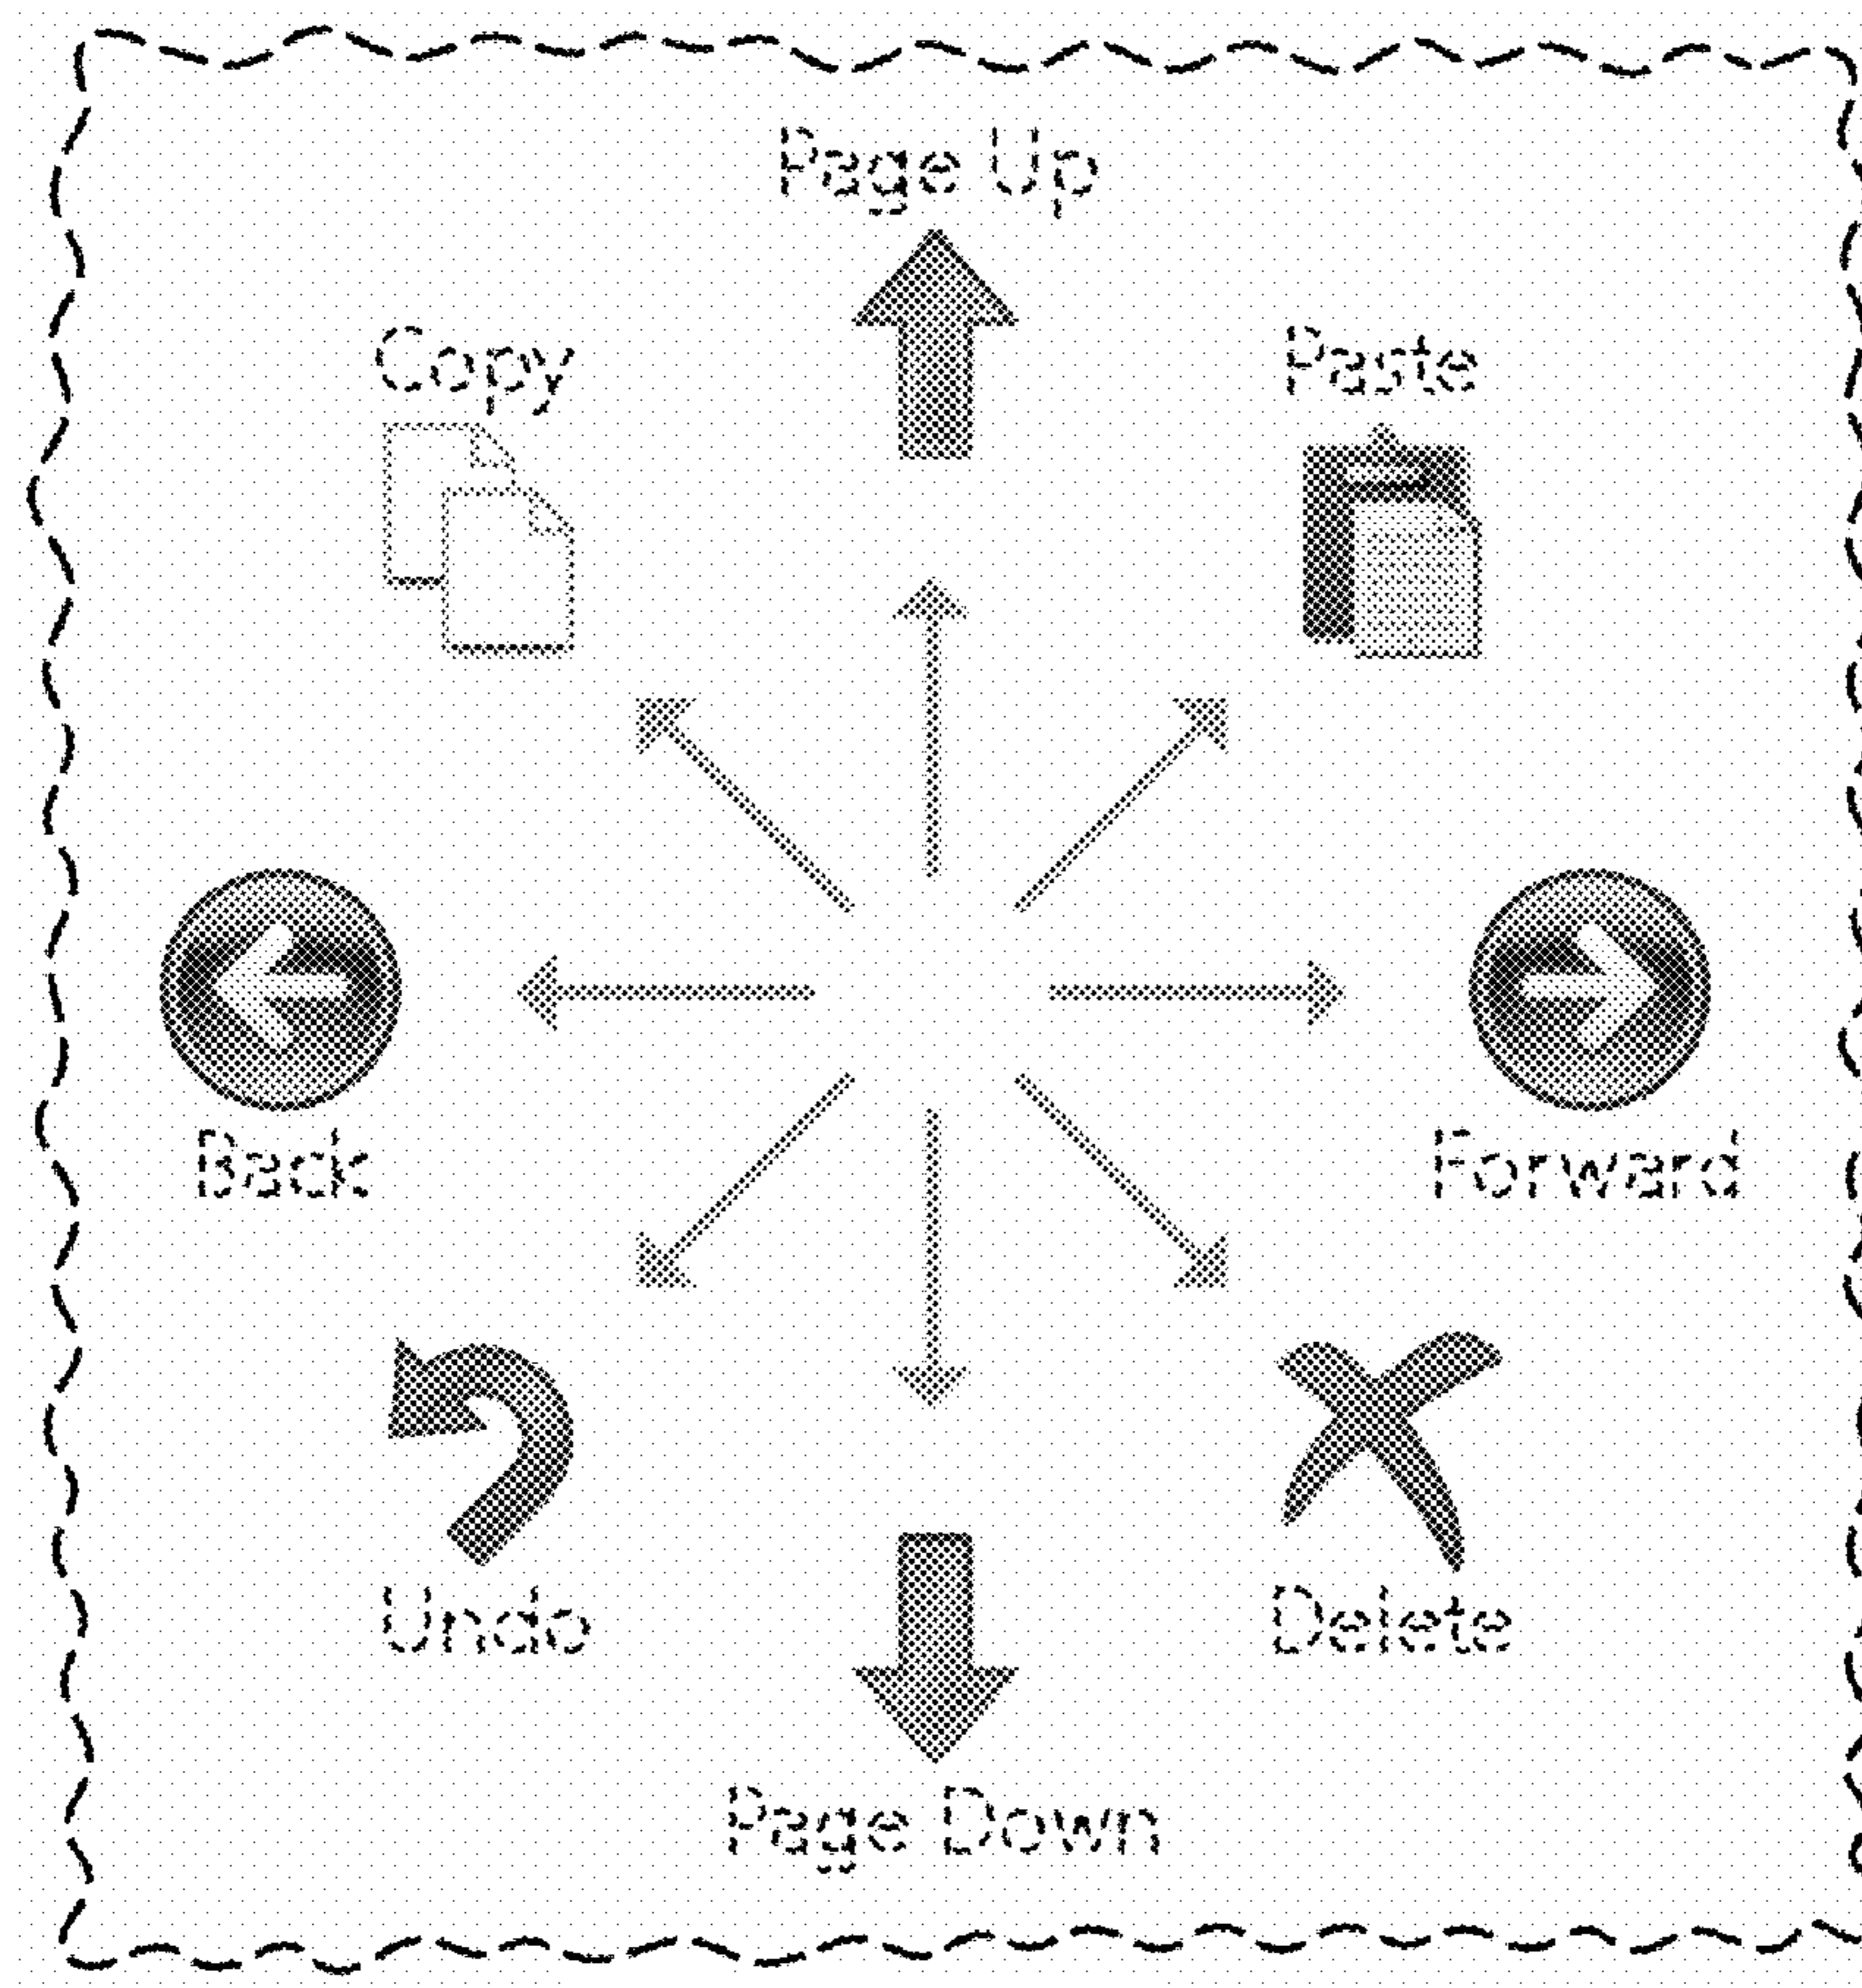 Page Up
Copy
Paste
Back
Forward
Undo
Delete
Page Down